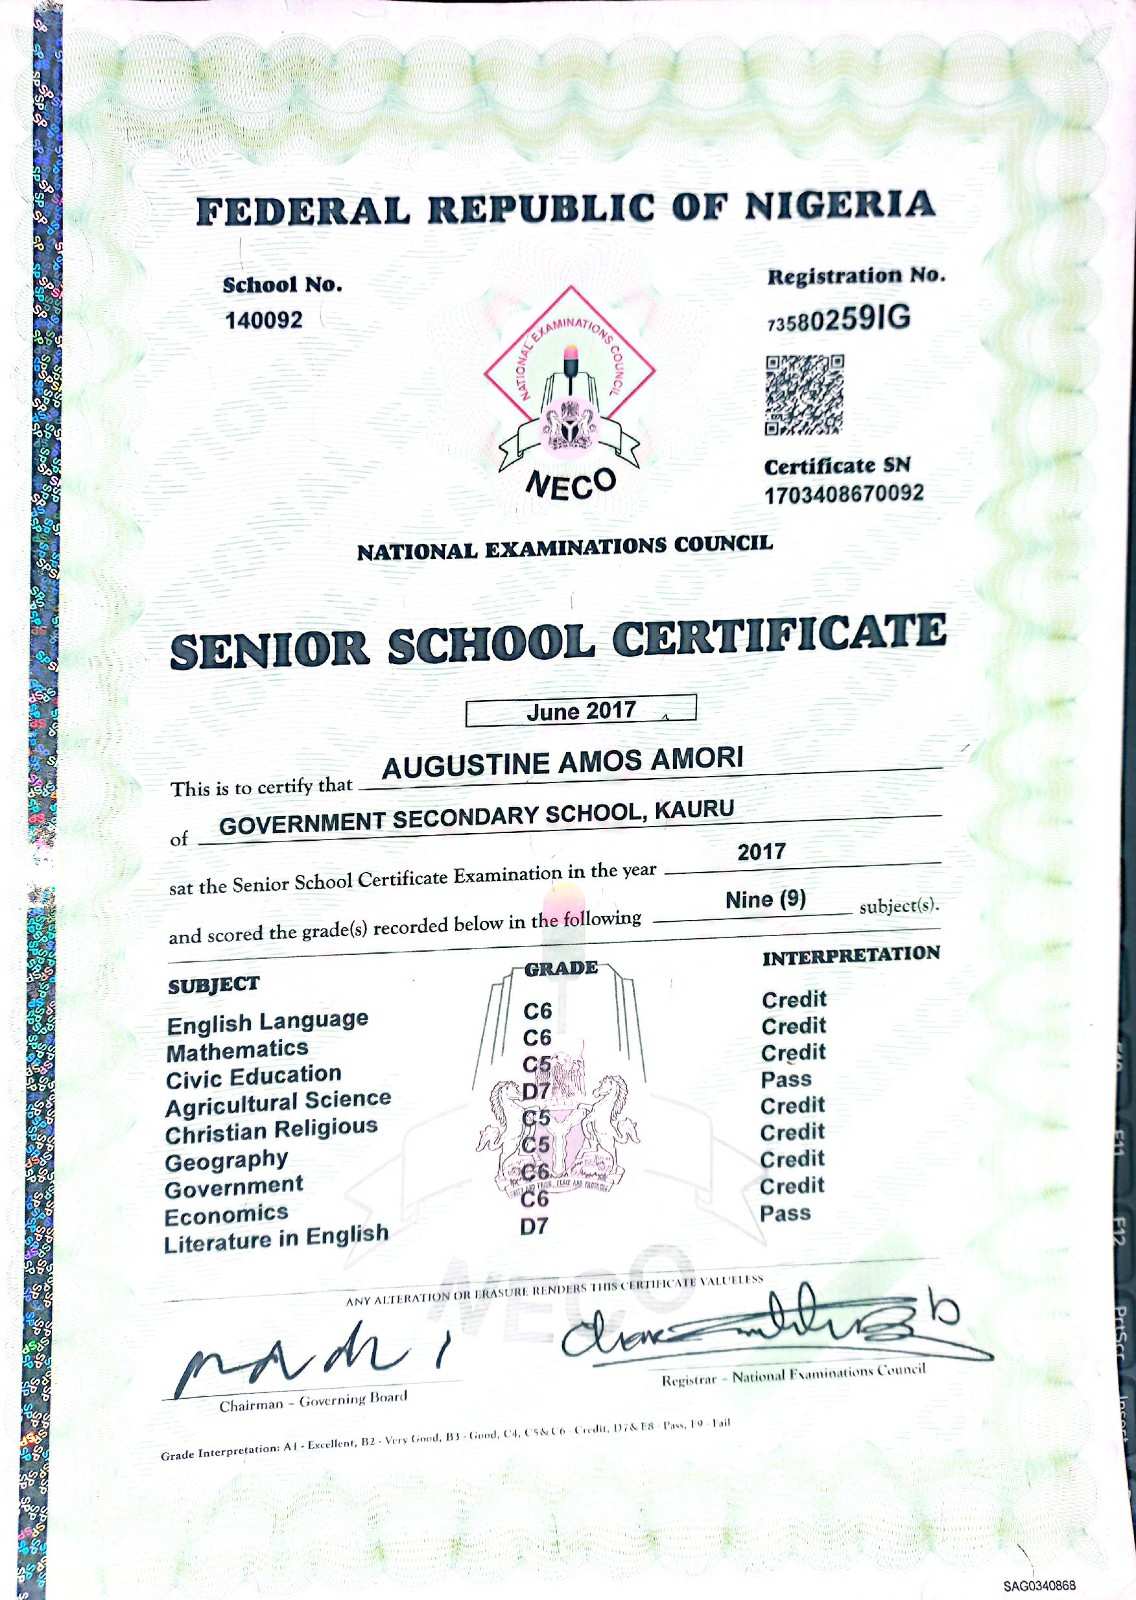 FEDERAL REPUBLIC OF NIGERIA
School No.
140092
Registration No.
73580259IG
NATIONAL EXAMINATIONS COUNCIL
NECO
Certificate SN
1703408670092
NATIONAL EXAMINATIONS COUNCIL
SENIOR SCHOOL CERTIFICATE
June 2017
This is to certify that AUGUSTINE AMOS AMORI
of GOVERNMENT SECONDARY SCHOOL, KAURU
sat the Senior School Certificate Examination in the year 2017
and scored the grade(s) recorded below in the following Nine (9) subject(s).
SUBJECT GRADE INTERPRETATION
English Language C6 Credit
Mathematics C6 Credit
Civic Education C5 Credit
Agricultural Science D7 Pass
Christian Religious C5 Credit
Geography C5 Credit
Government C6 Credit
Economics C6 Credit
Literature in English D7 Pass
NECO
ANY ALTERATION OR ERASURE RENDERS THIS CERTIFICATE VALUELESS
Chairman - Governing Board
Registrar - National Examinations Council
Grade Interpretation: A1 - Excellent, B2 - Very Good, B3 - Good, C4, C5 & C6 - Credit, D7 & E8 - Pass, F9 - Fail
SAG0340868
F11
F12
PrtSc
Insert